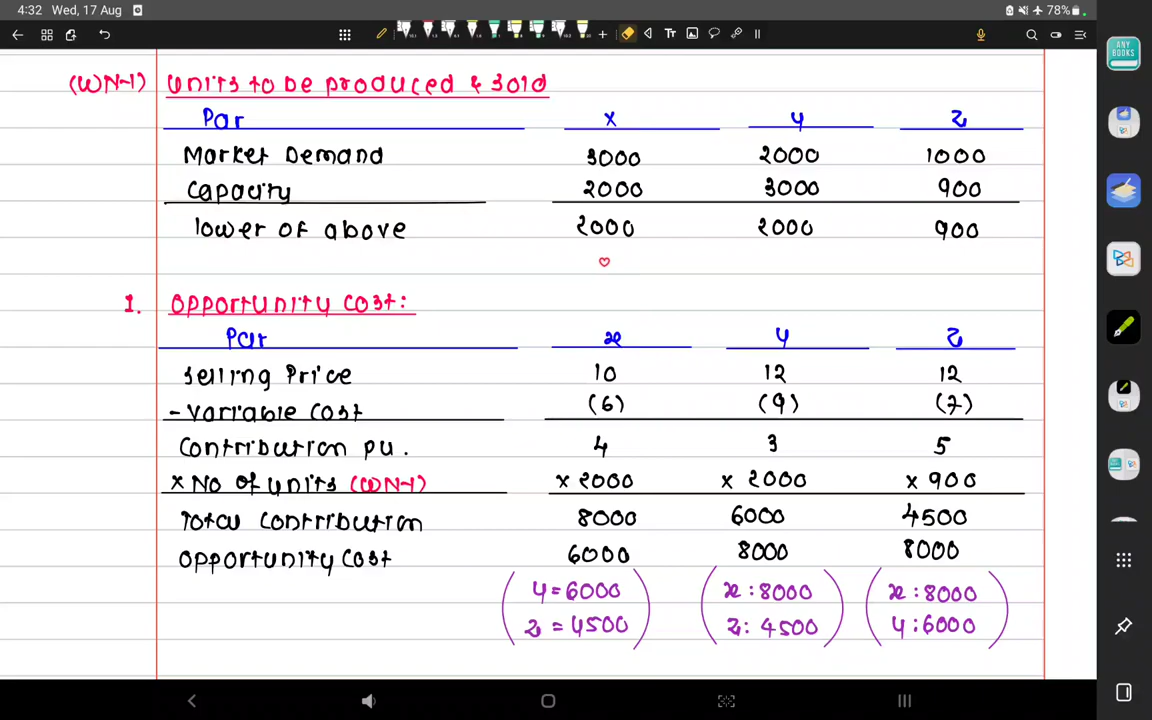 4:32 Wed, 17 Aug 78%
Tr
ANY BOOKS
(WN-1) Units to be produced & sold
Par x y z
Market Demand 3000 2000 1000
Capacity 2000 3000 900
lower of above 2000 2000 900
1. Opportunity cost:
Par x y z
Selling Price 10 12 12
- Variable cost (6) (9) (7)
Contribution pu. 4 3 5
x No of units (WN-1) x 2000 x 2000 x 900
Total contribution 8000 6000 4500
opportunity cost 6000 8000 8000
y = 6000 x : 8000 x : 8000
z = 4500 z : 4500 y : 6000